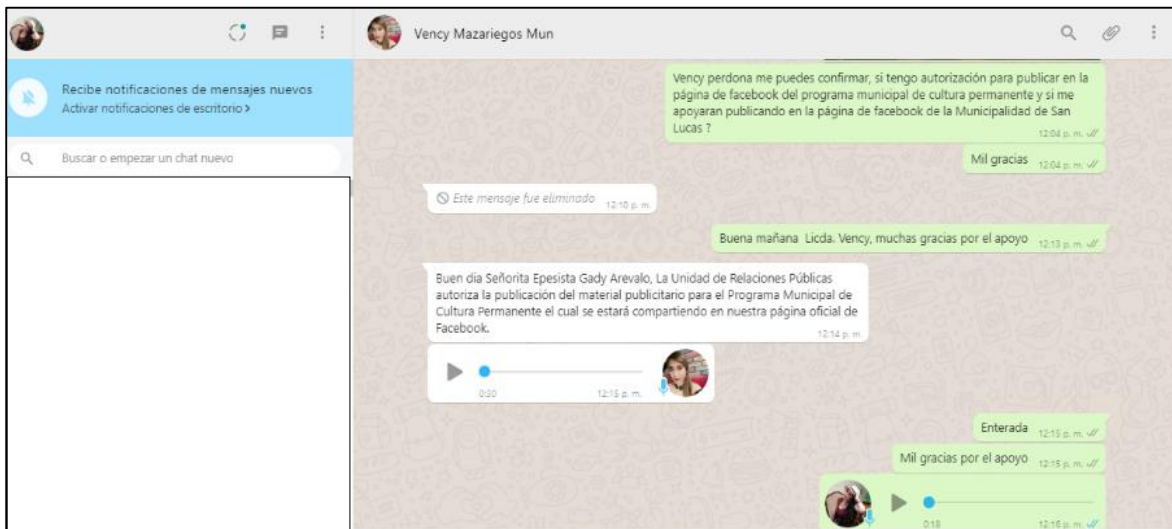 Vency Mazariegos Mun
Recibe notificaciones de mensajes nuevos
Activar notificaciones de escritorio >
Buscar o empezar un chat nuevo
Vency perdona me puedes confirmar, si tengo autorización para publicar en la
página de facebook del programa municipal de cultura permanente y si me
apoyaran publicando en la página de facebook de la Municipalidad de San
Lucas ?
12:04 p. m.
Mil gracias 12:04 p. m.
Este mensaje fue eliminado 12:10 p. m.
Buena mañana Licda. Vency, muchas gracias por el apoyo 12:13 p. m.
Buen dia Señorita Epesista Gady Arevalo, La Unidad de Relaciones Públicas
autoriza la publicación del material publicitario para el Programa Municipal de
Cultura Permanente el cual se estará compartiendo en nuestra página oficial de
Facebook.
12:14 p. m.
0:30 12:15 p. m.
Enterada 12:15 p. m.
Mil gracias por el apoyo 12:15 p. m.
0:18 12:16 p. m.